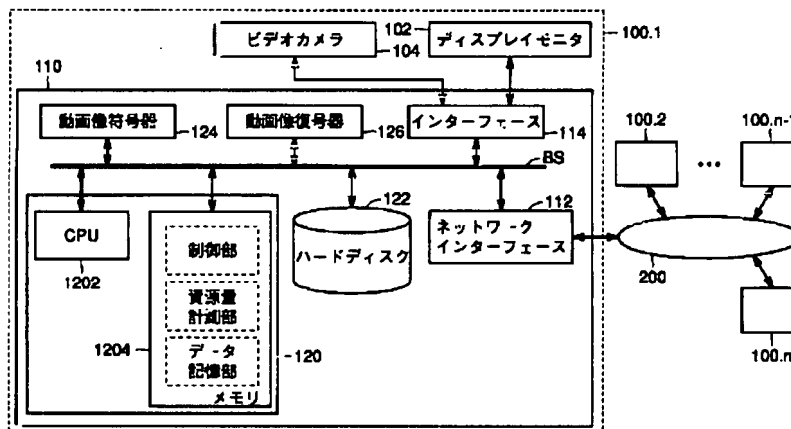 ビデオカメラ
104
102
ディスプレイモニタ
100.1
110
動画像符号器
124
動画像復号器
126
インターフェース
114
BS
100.2
...
100.n-1
CPU
1202
制御部
資源量
計測部
データ
記憶部
メモリ
1204
120
122
ハードディスク
112
ネットワーク
インターフェース
200
100.n